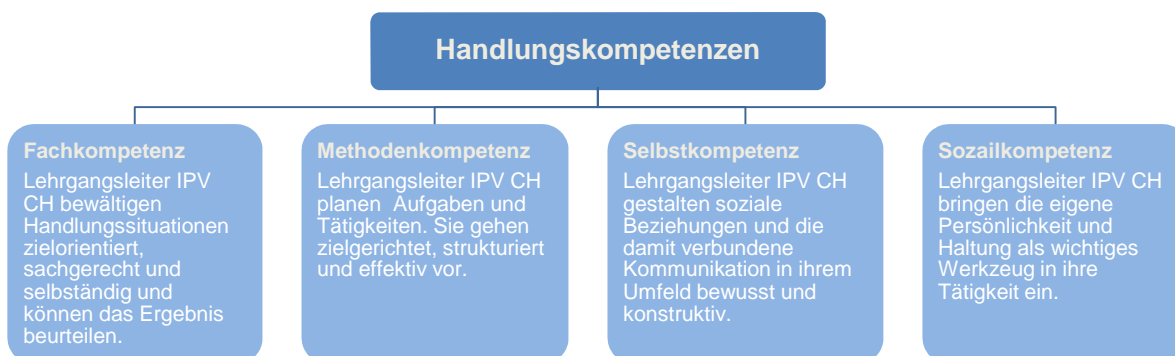 Handlungskompetenzen
Fachkompetenz
Lehrgangsleiter IPV
CH bewältigen
Handlungssituationen
zielorientiert,
sachgerecht und
selbständig und
können das Ergebnis
beurteilen.
Methodenkompetenz
Lehrgangsleiter IPV CH
planen Aufgaben und
Tätigkeiten. Sie gehen
zielgerichtet, strukturiert
und effektiv vor.
Selbstkompetenz
Lehrgangsleiter IPV CH
gestalten soziale
Beziehungen und die
damit verbundene
Kommunikation in ihrem
Umfeld bewusst und
konstruktiv.
Sozailkompetenz
Lehrgangsleiter IPV CH
bringen die eigene
Persönlichkeit und
Haltung als wichtiges
Werkzeug in ihre
Tätigkeit ein.